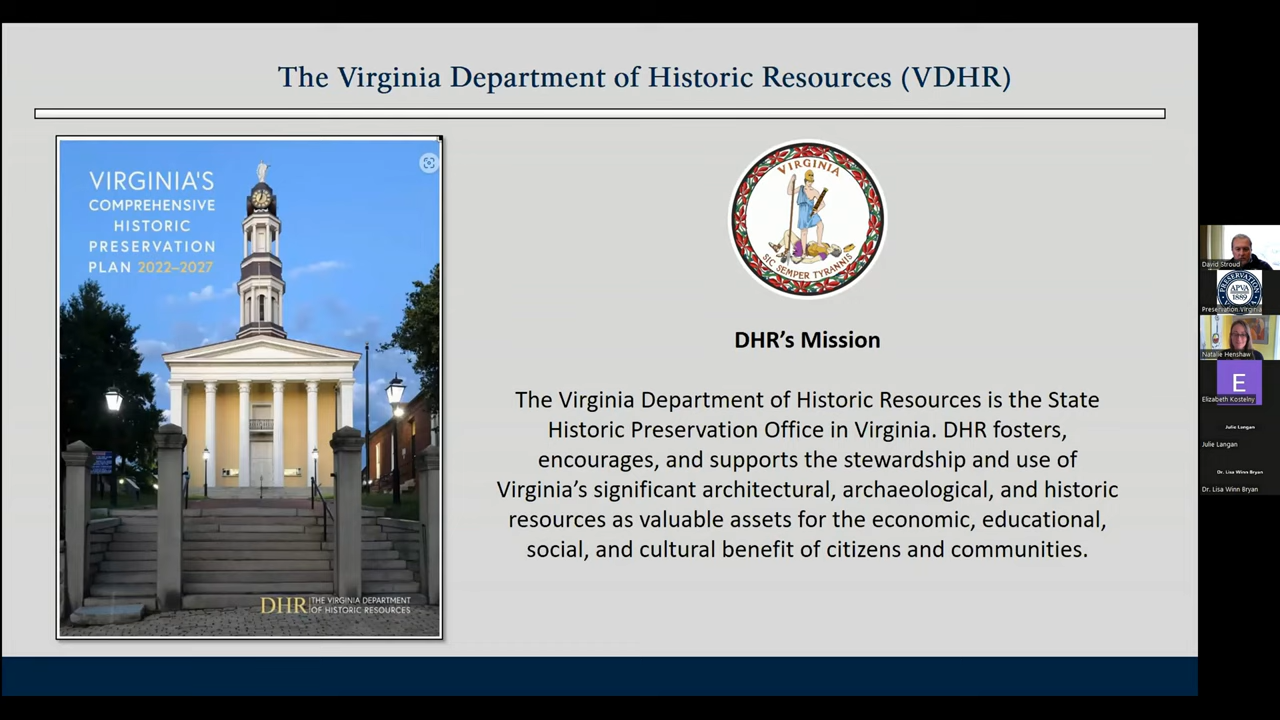 The Virginia Department of Historic Resources (VDHR)
VIRGINIA'S
COMPREHENSIVE
HISTORIC
PRESERVATION
PLAN 2022–2027
DHR THE VIRGINIA DEPARTMENT
OF HISTORIC RESOURCES
VIRGINIA
SIC SEMPER TYRANNIS
DHR's Mission
The Virginia Department of Historic Resources is the State
Historic Preservation Office in Virginia. DHR fosters,
encourages, and supports the stewardship and use of
Virginia's significant architectural, archaeological, and historic
resources as valuable assets for the economic, educational,
social, and cultural benefit of citizens and communities.
David Stroud
PRESERVATION
APVA
1889
Preservation Virginia
Natalie Henshaw
E
Elizabeth Kostelny
Julie Langan
Julie Langan
Dr. Lisa Winn Bryan
Dr. Lisa Winn Bryan